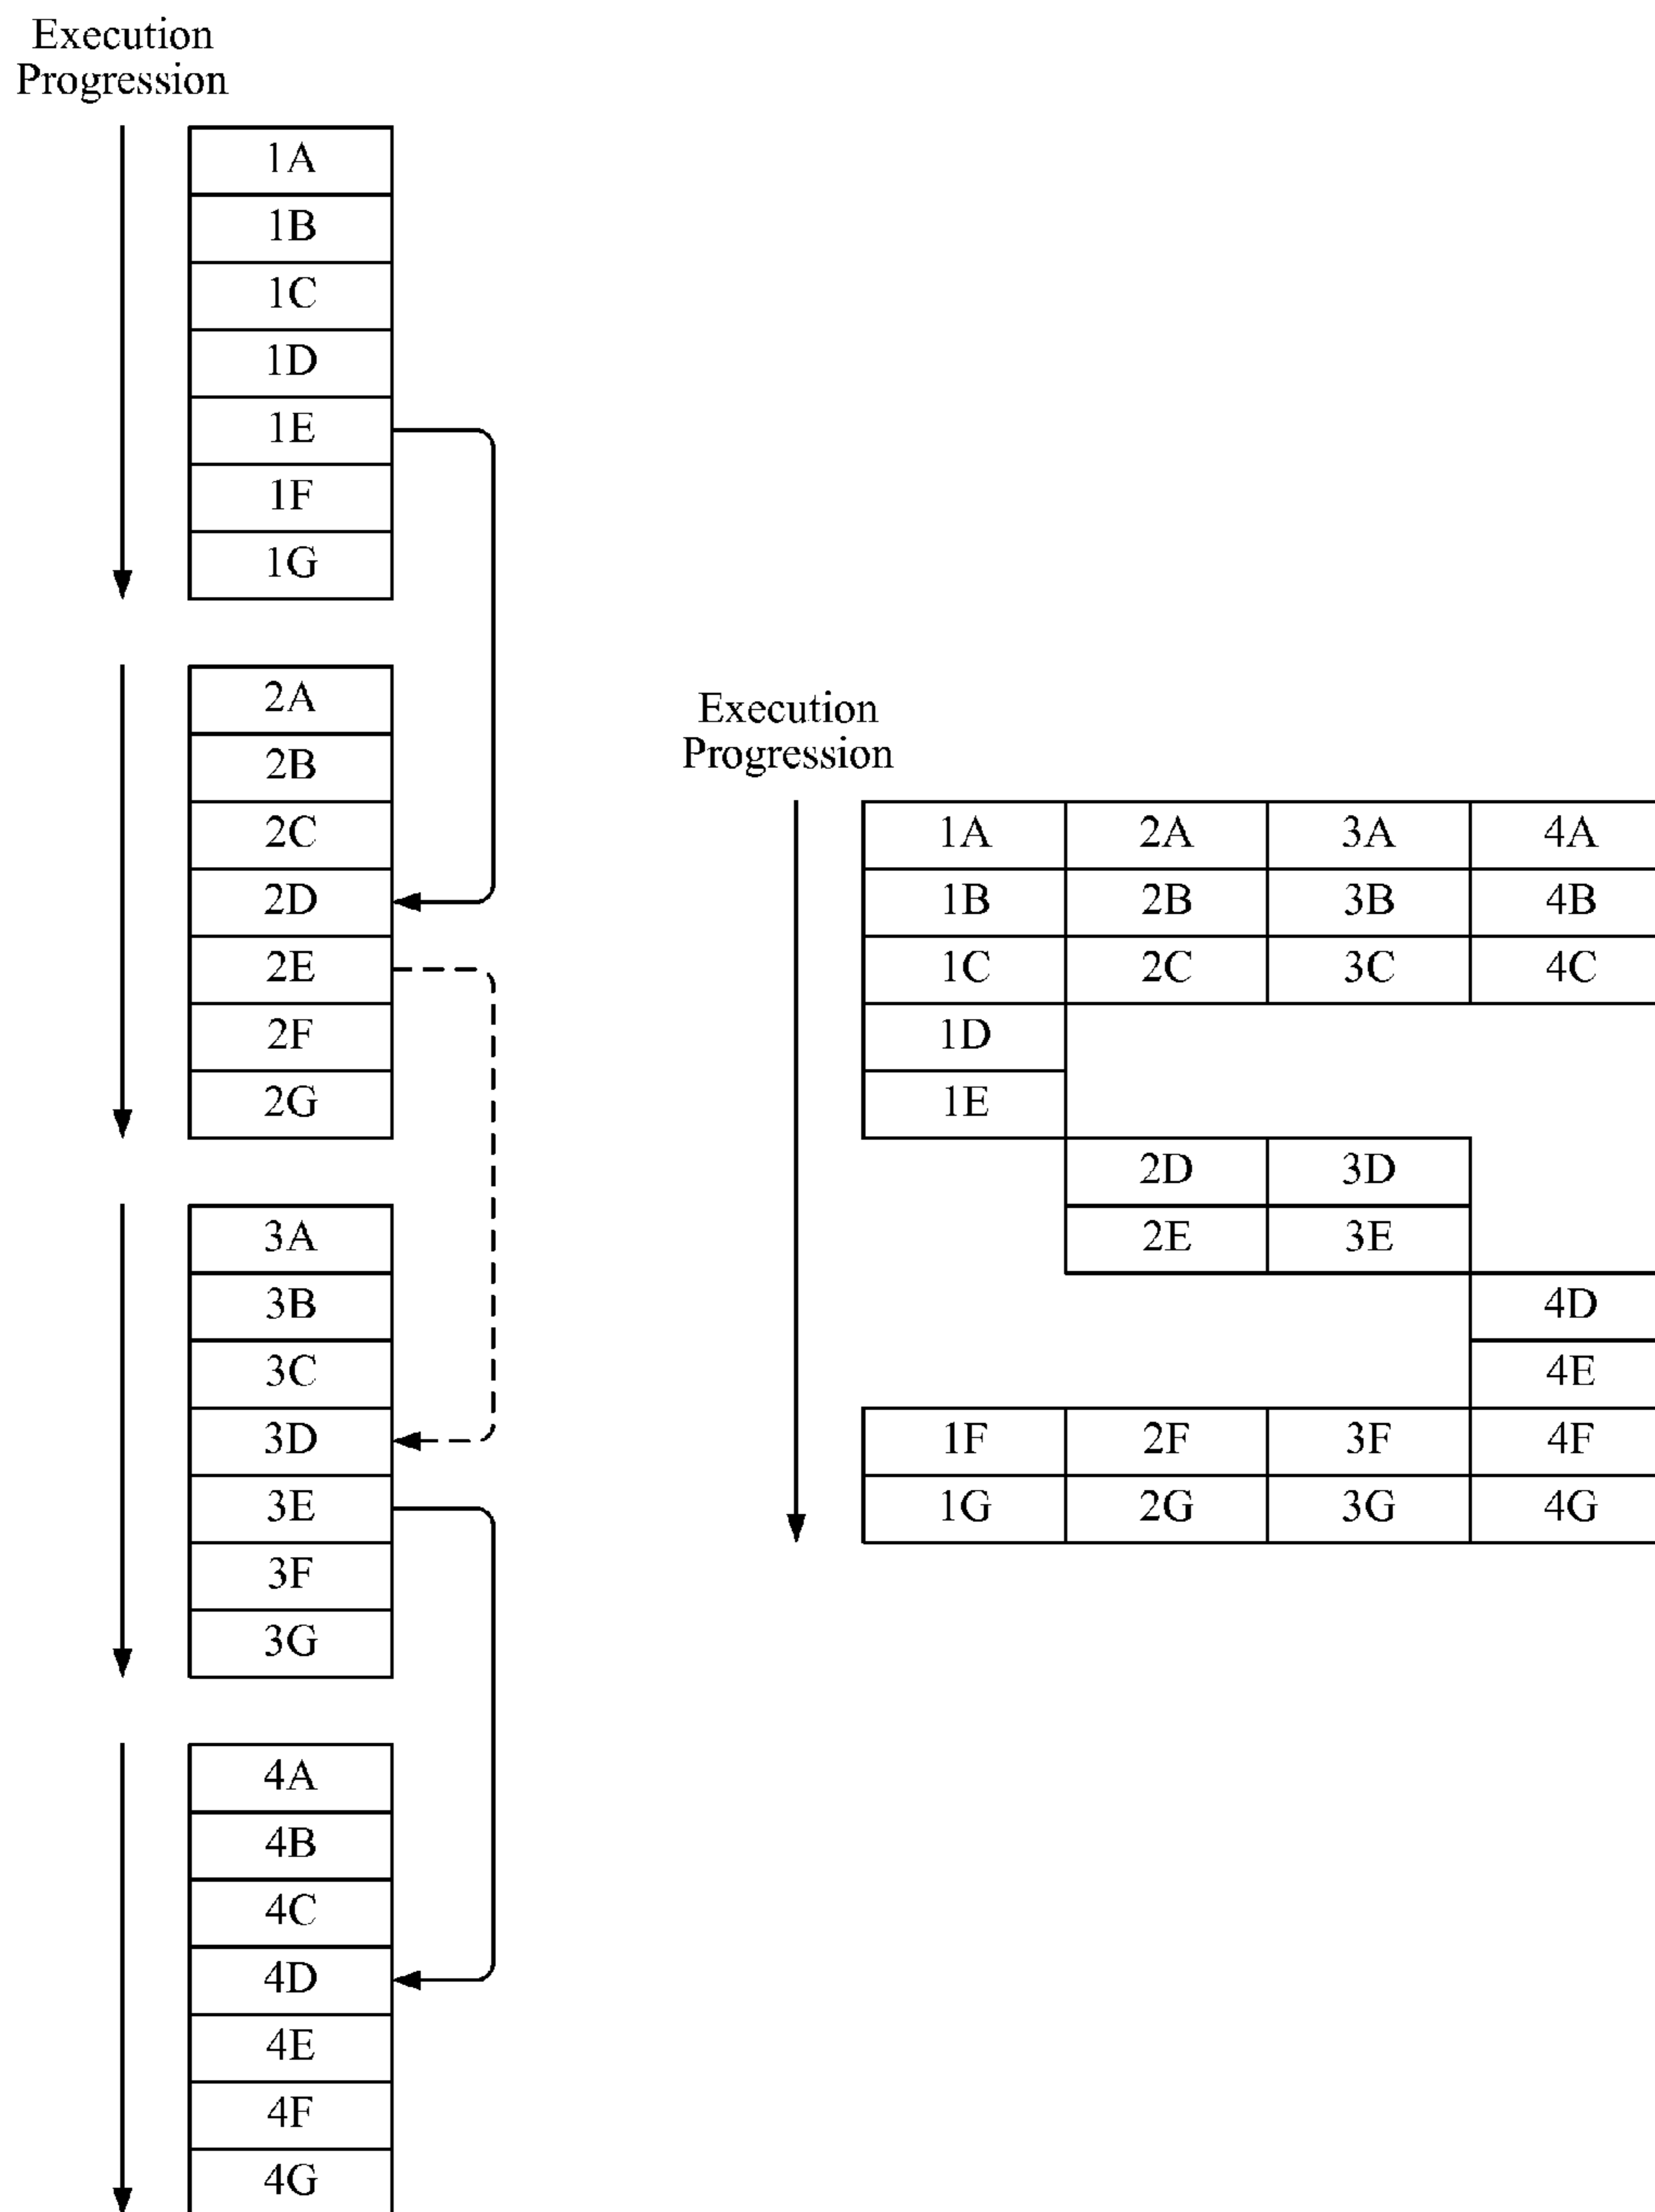 Execution
Progression
1A
1B
1C
1D
1E
1F
1G
2A
2B
2C
2D
2E
2F
2G
3A
3B
3C
3D
3E
3F
3G
4A
4B
4C
4D
4E
4F
4G
Execution
Progression
1A 2A 3A 4A
1B 2B 3B 4B
1C 2C 3C 4C
1D
1E
2D 3D
2E 3E
4D
4E
1F 2F 3F 4F
1G 2G 3G 4G